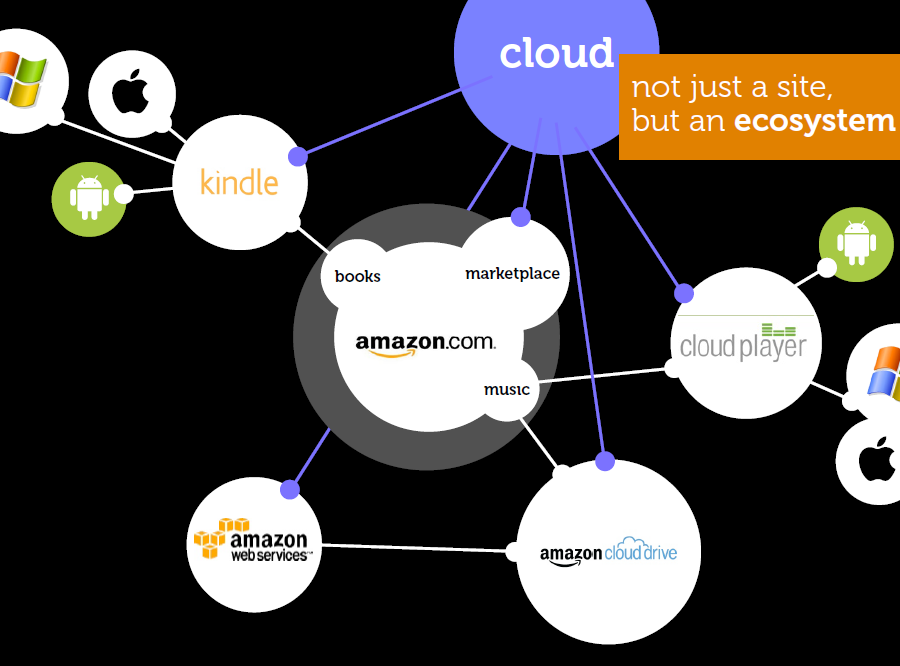 cloud
not just a site,
but an ecosystem
kindle
books
marketplace
amazon.com
cloud player
music
amazon
web services™
amazon cloud drive